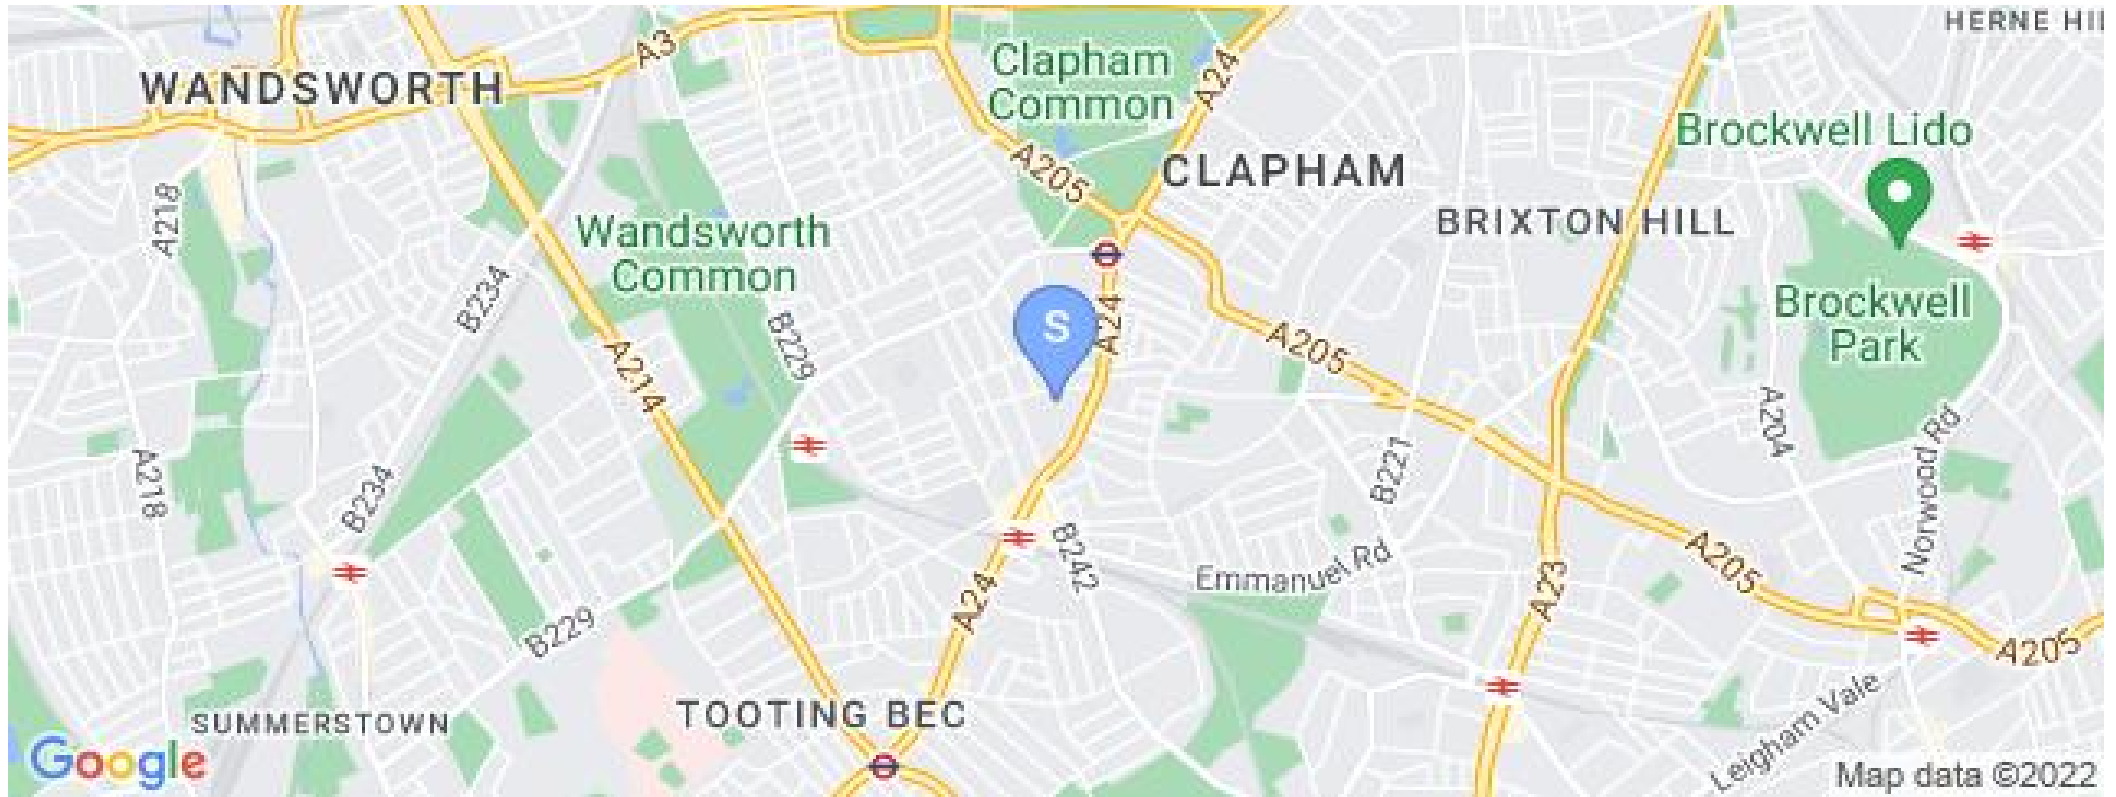 HERNE HIL
A3
WANDSWORTH
Clapham
Common
A24
Brockwell Lido
A205
CLAPHAM
A218
BRIXTON HILL
Wandsworth
Common
B234
A24
S
Brockwell
Park
B229
A205
A214
A204
Norwood Rd
A218
B234
B221
B242
Emmanuel Rd
A205
A24
A23
B229
A205
Leigham Vale
TOOTING BEC
SUMMERSTOWN
Google
Map data ©2022